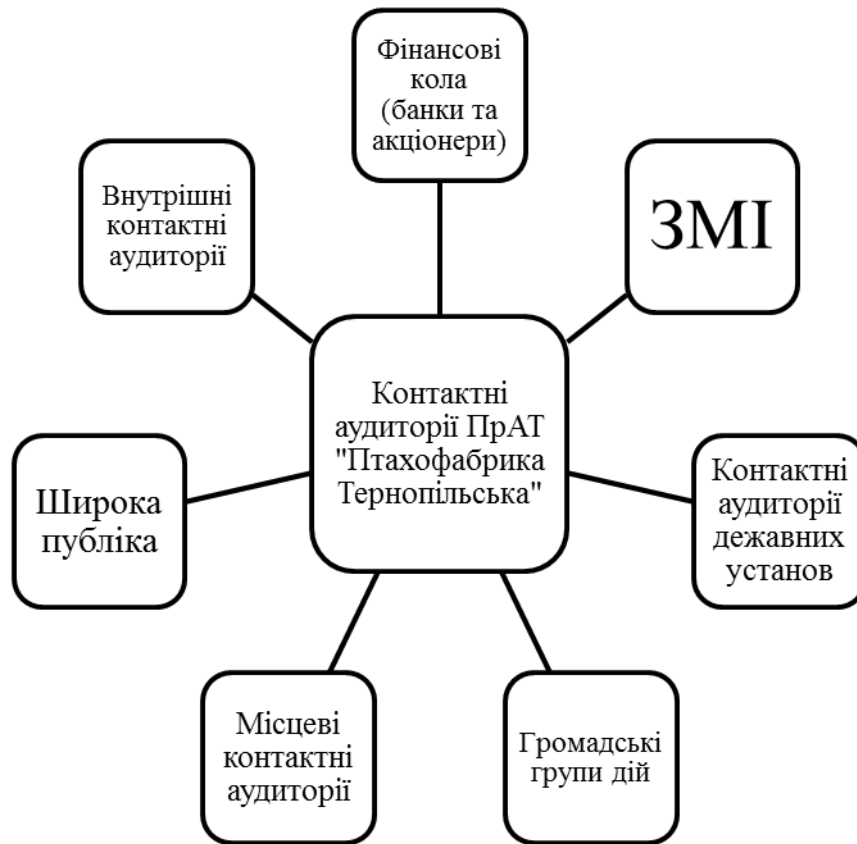 Фінансові
кола
(банки та
акціонери)
Внутрішні
контактні
аудиторії
ЗМІ
Контактні
аудиторії ПрАТ
"Птахофабрика
Тернопільська"
Широка
публіка
Контактні
аудиторії
дежавних
установ
Місцеві
контактні
аудиторії
Громадські
групи дій